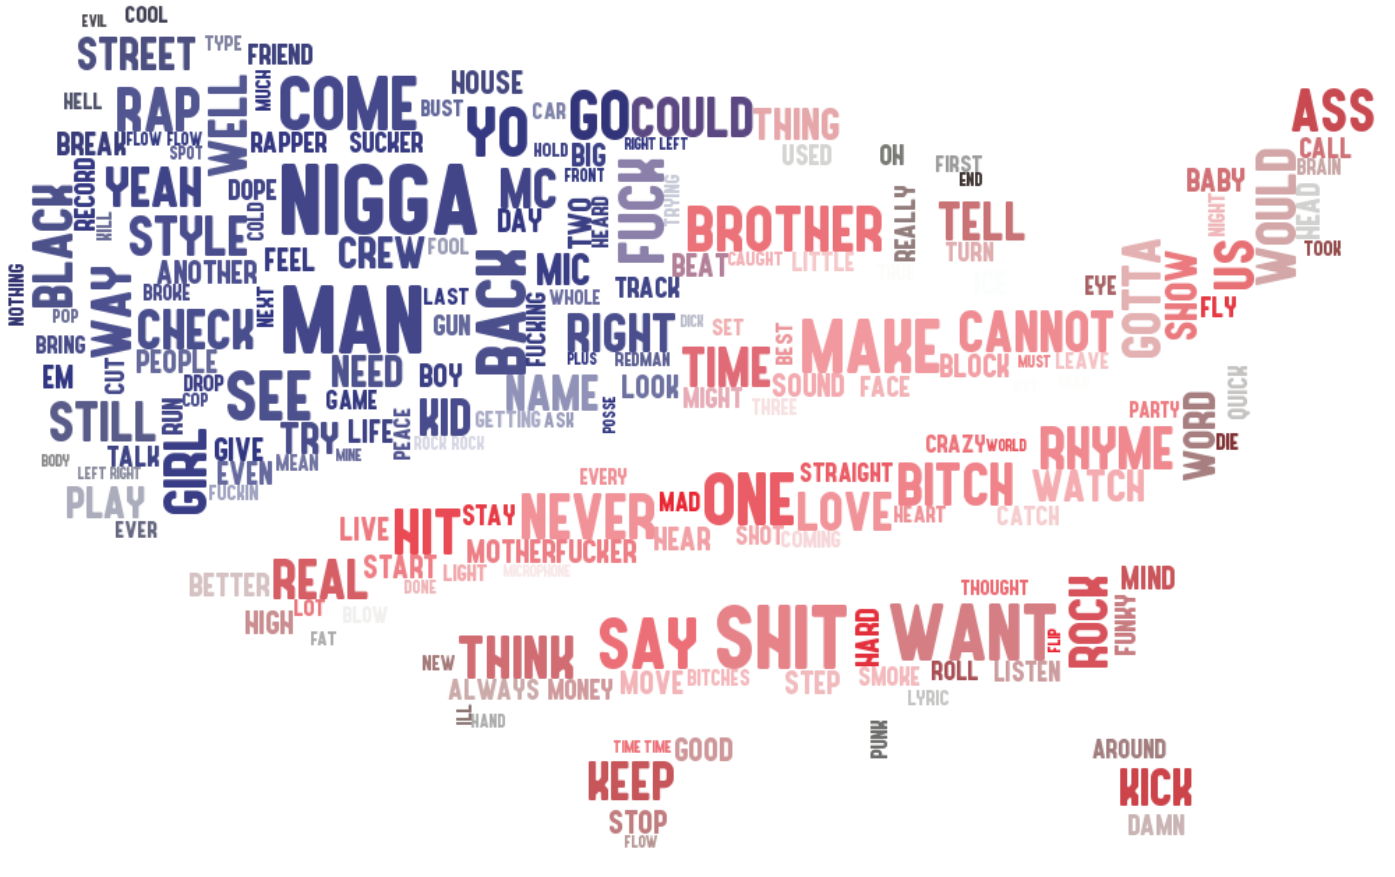 EVIL
COOL
STREET
TYPE
FRIEND
HELL
RAP
WELL
MUCH
COME
HOUSE
BUST
YO
CAR
GO
COULD
THING
ASS
BREAK
FLOW FLOW
SPOT
RAPPER
SUCKER
HOLD
BIG
RIGHT LEFT
USED
OH
FIRST
END
CALL
BRAIN
RECORD
YEAH
DOPE
NIGGA
MC
FRONT
FUCK
TRYING
BABY
WOULD
HEAD
BLACK
KILL
STYLE
COLD
DAY
TWO
HEARD
BROTHER
REALLY
TELL
NIGHT
US
TOOK
CREW
FOOL
TURN
NOTHING
WAY
ANOTHER
FEEL
BACK
MIC
BEAT
CAUGHT
LITTLE
GOTTA
SHOW
BROKE
NEXT
MAN
LAST
WHOLE
TRACK
EYE
FLY
POP
CHECK
GUN
FUCKING
RIGHT
DICK
SET
BEST
MAKE
CANNOT
BRING
PEOPLE
PLUS
REDMAN
TIME
BLOCK
MUST
LEAVE
EM
CUT
DROP
COP
SEE
NEED
BOY
NAME
LOOK
MIGHT
SOUND
FACE
QUICK
STILL
RUN
GAME
KID
GETTING
ASK
POSSE
THREE
PARTY
WORD
GIRL
GIVE
TRY
LIFE
PEACE
ROCK ROCK
CRAZY
WORLD
RHYME
DIE
BODY
TALK
MEAN
MINE
LEFT RIGHT
EVEN
EVERY
STRAIGHT
BITCH
WATCH
PLAY
FUCKIN
EVER
LIVE
HIT
STAY
NEVER
MAD
ONE
LOVE
HEART
CATCH
MOTHERFUCKER
HEAR
SHOT
COMING
BETTER
REAL
START
LIGHT
MICROPHONE
DONE
THOUGHT
MIND
HIGH
LOT
BLOW
FAT
SAY
SHIT
HARD
WANT
FLIP
ROCK
FUNKY
NEW
THINK
ALWAYS
MONEY
MOVE
BITCHES
STEP
SMOKE
ROLL
LISTEN
LYRIC
ILL
HAND
PUNK
TIME TIME
GOOD
AROUND
KEEP
KICK
STOP
DAMN
FLOW